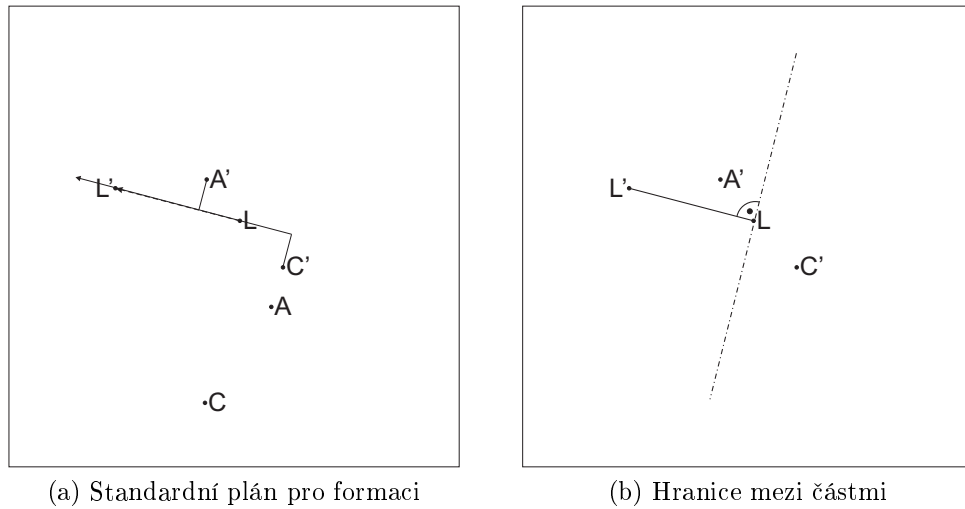 A'
L'
L
C'
A
C
(a) Standardní plán pro formaci
A'
L'
L
C'
(b) Hranice mezi částmi